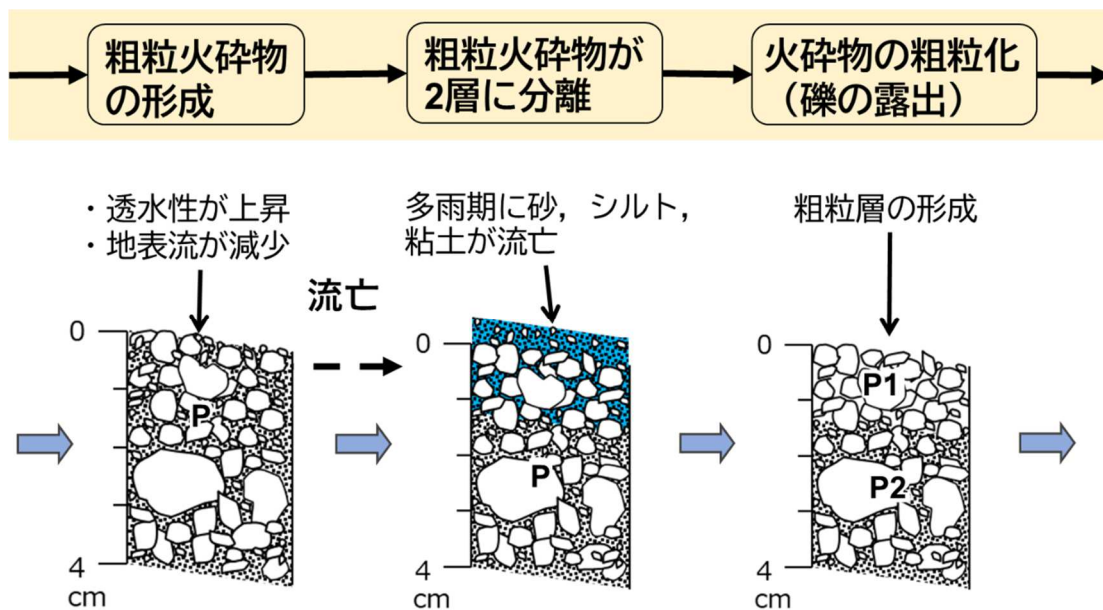 粗粒火砕物
の形成
粗粒火砕物が
2層に分離
火砕物の粗粒化
（礫の露出）
・透水性が上昇
・地表流が減少
多雨期に砂，シルト，
粘土が流亡
粗粒層の形成
流亡
0
P
4
cm
0
P
4
cm
0
P1
P2
4
cm